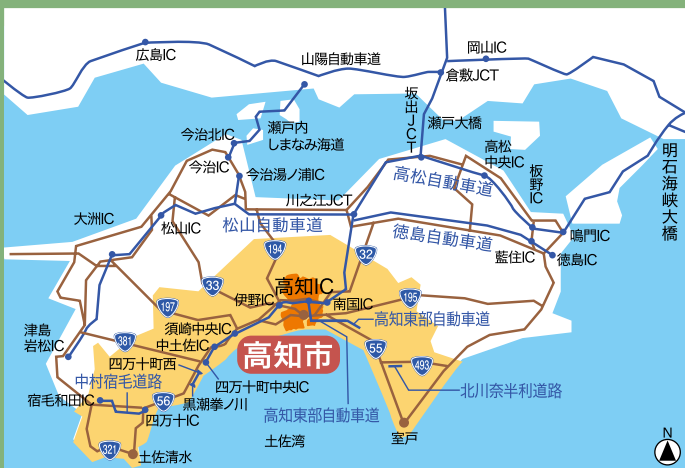 広島IC
岡山IC
山陽自動車道
倉敷JCT
坂出JCT
瀬戸大橋
瀬戸内
しまなみ海道
今治北IC
今治IC
今治湯ノ浦IC
高松
中央IC
板野IC
明石海峡大橋
高松自動車道
川之江JCT
大洲IC
松山IC
松山自動車道
徳島自動車道
鳴門IC
藍住IC
徳島IC
194
32
33
高知IC
伊野IC
南国IC
195
197
高知東部自動車道
須崎中央IC
津島
岩松IC
381
中土佐IC
高知市
55
493
四万十町西
中村宿毛道路
四万十町中央IC
北川奈半利道路
宿毛和田IC
56
黒潮拳ノ川
高知東部自動車道
四万十IC
土佐湾
室戸
321
土佐清水
N